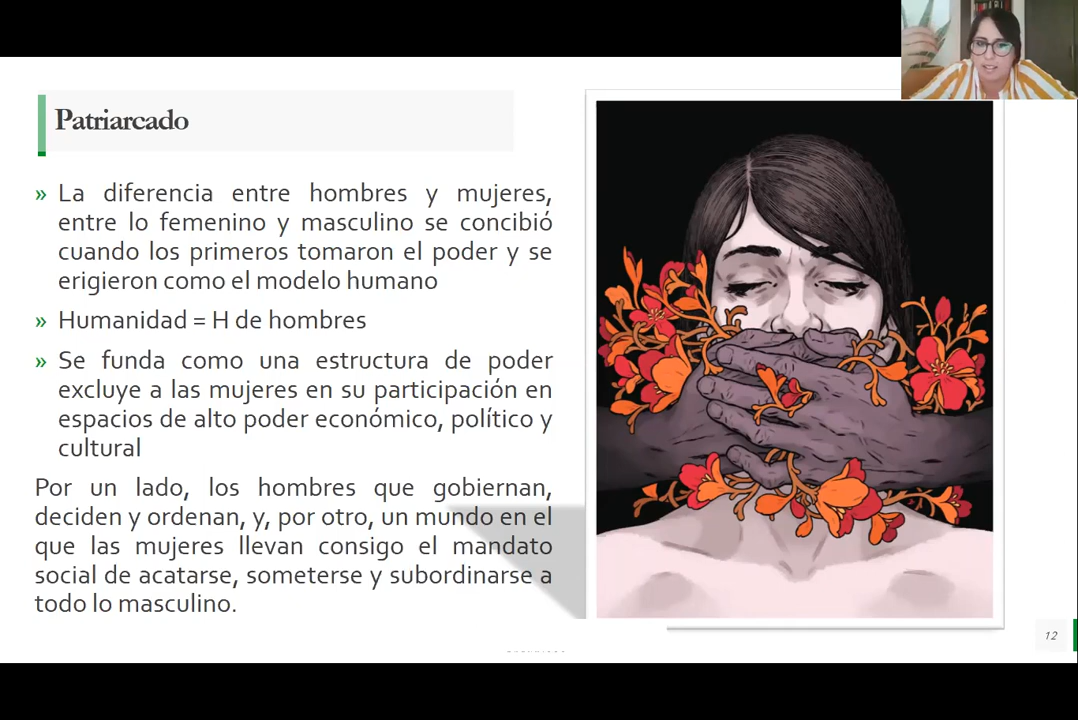 Patriarcado
» La diferencia entre hombres y mujeres,
entre lo femenino y masculino se concibió
cuando los primeros tomaron el poder y se
erigieron como el modelo humano
» Humanidad = H de hombres
» Se funda como una estructura de poder
excluye a las mujeres en su participación en
espacios de alto poder económico, político y
cultural
Por un lado, los hombres que gobiernan,
deciden y ordenan, y, por otro, un mundo en el
que las mujeres llevan consigo el mandato
social de acatarse, someterse y subordinarse a
todo lo masculino.
12